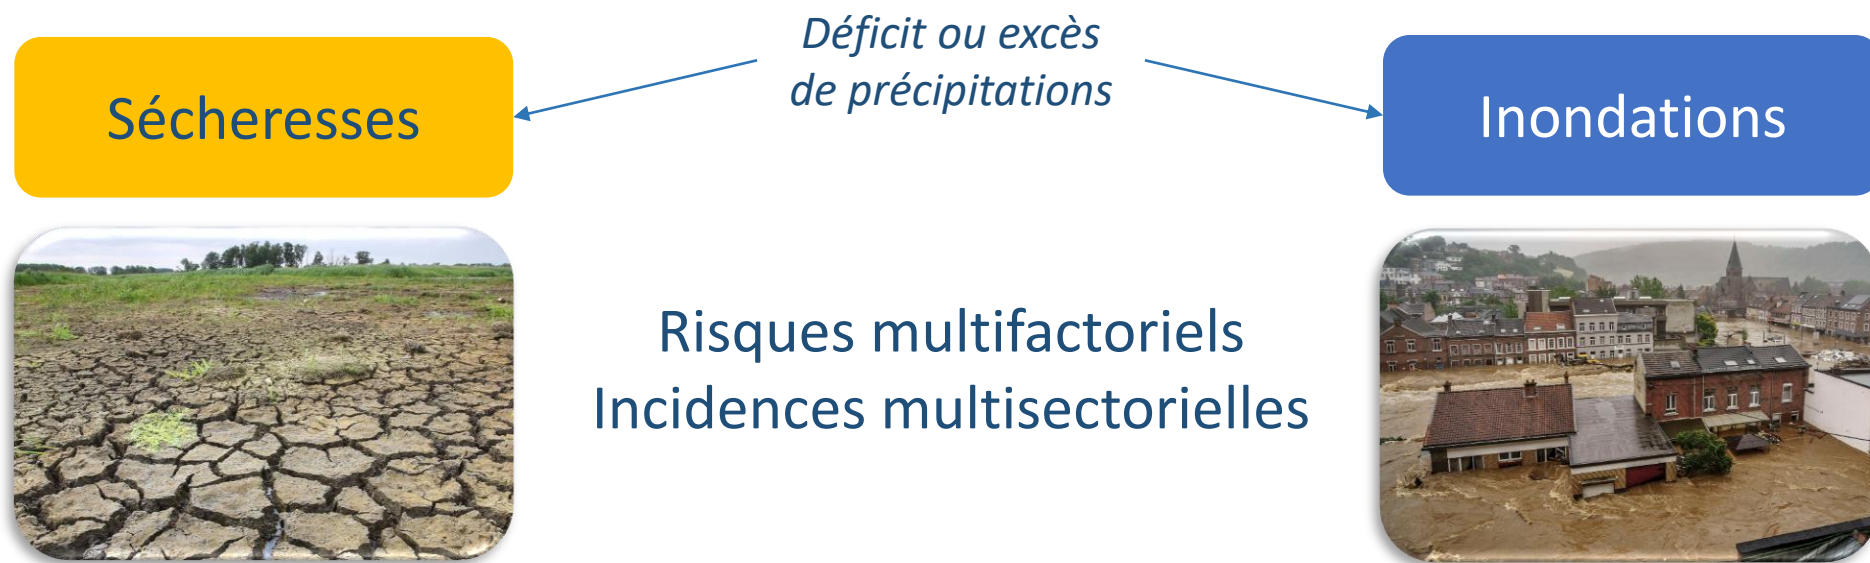 Déficit ou excès
de précipitations
Sécheresses
Inondations
Risques multifactoriels
Incidences multisectorielles